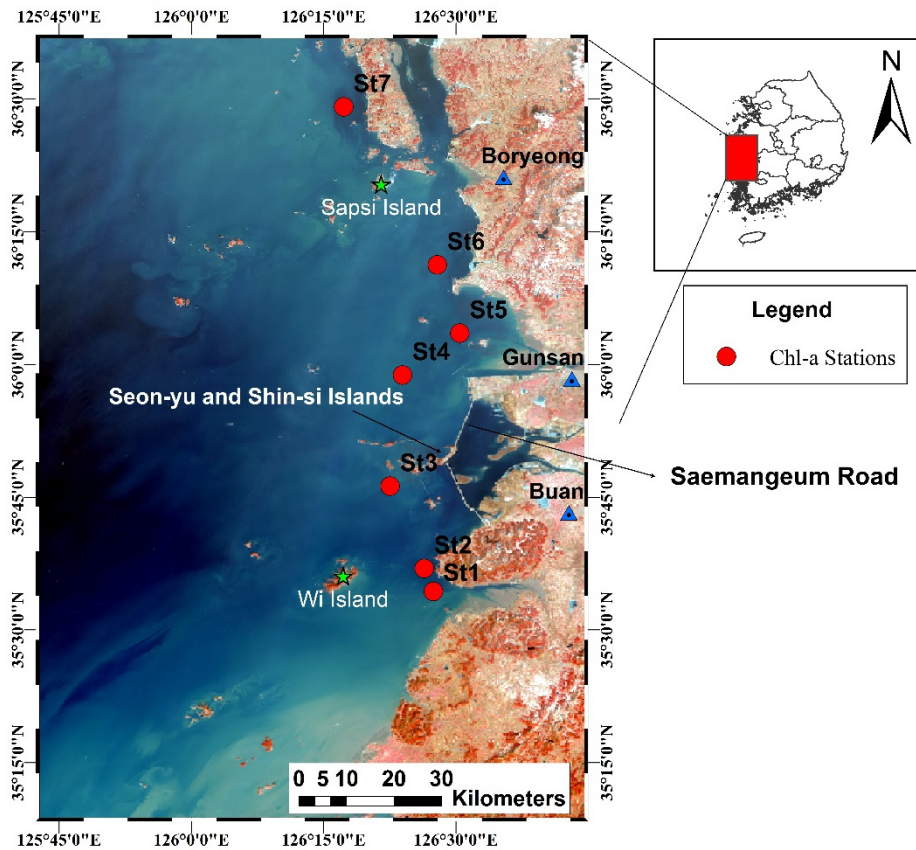 125°45'0"E 126°0'0"E 126°15'0"E 126°30'0"E
36°30'0"N
36°15'0"N
36°0'0"N
35°45'0"N
35°30'0"N
35°15'0"N
St7
Boryeong
Sapsi Island
St6
St5
St4
Gunsan
Seon-yu and Shin-si Islands
St3
Saemangeum Road
Buan
St2
St1
Wi Island
0 5 10 20 30
Kilometers
36°30'0"N
36°15'0"N
36°0'0"N
35°45'0"N
35°30'0"N
35°15'0"N
125°45'0"E 126°0'0"E 126°15'0"E 126°30'0"E
N
Legend
Chl-a Stations